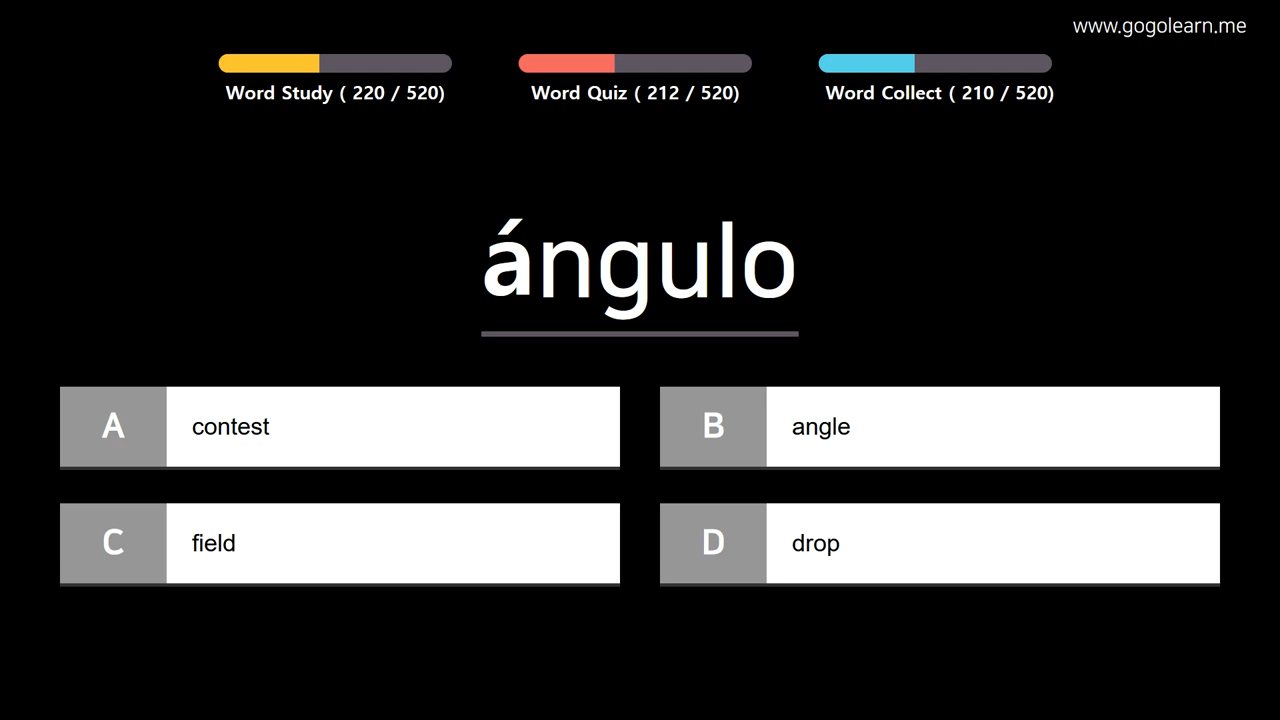 www.gogolearn.me
Word Study ( 220 / 520)
Word Quiz ( 212 / 520)
Word Collect ( 210 / 520)
ángulo
A contest
B angle
C field
D drop